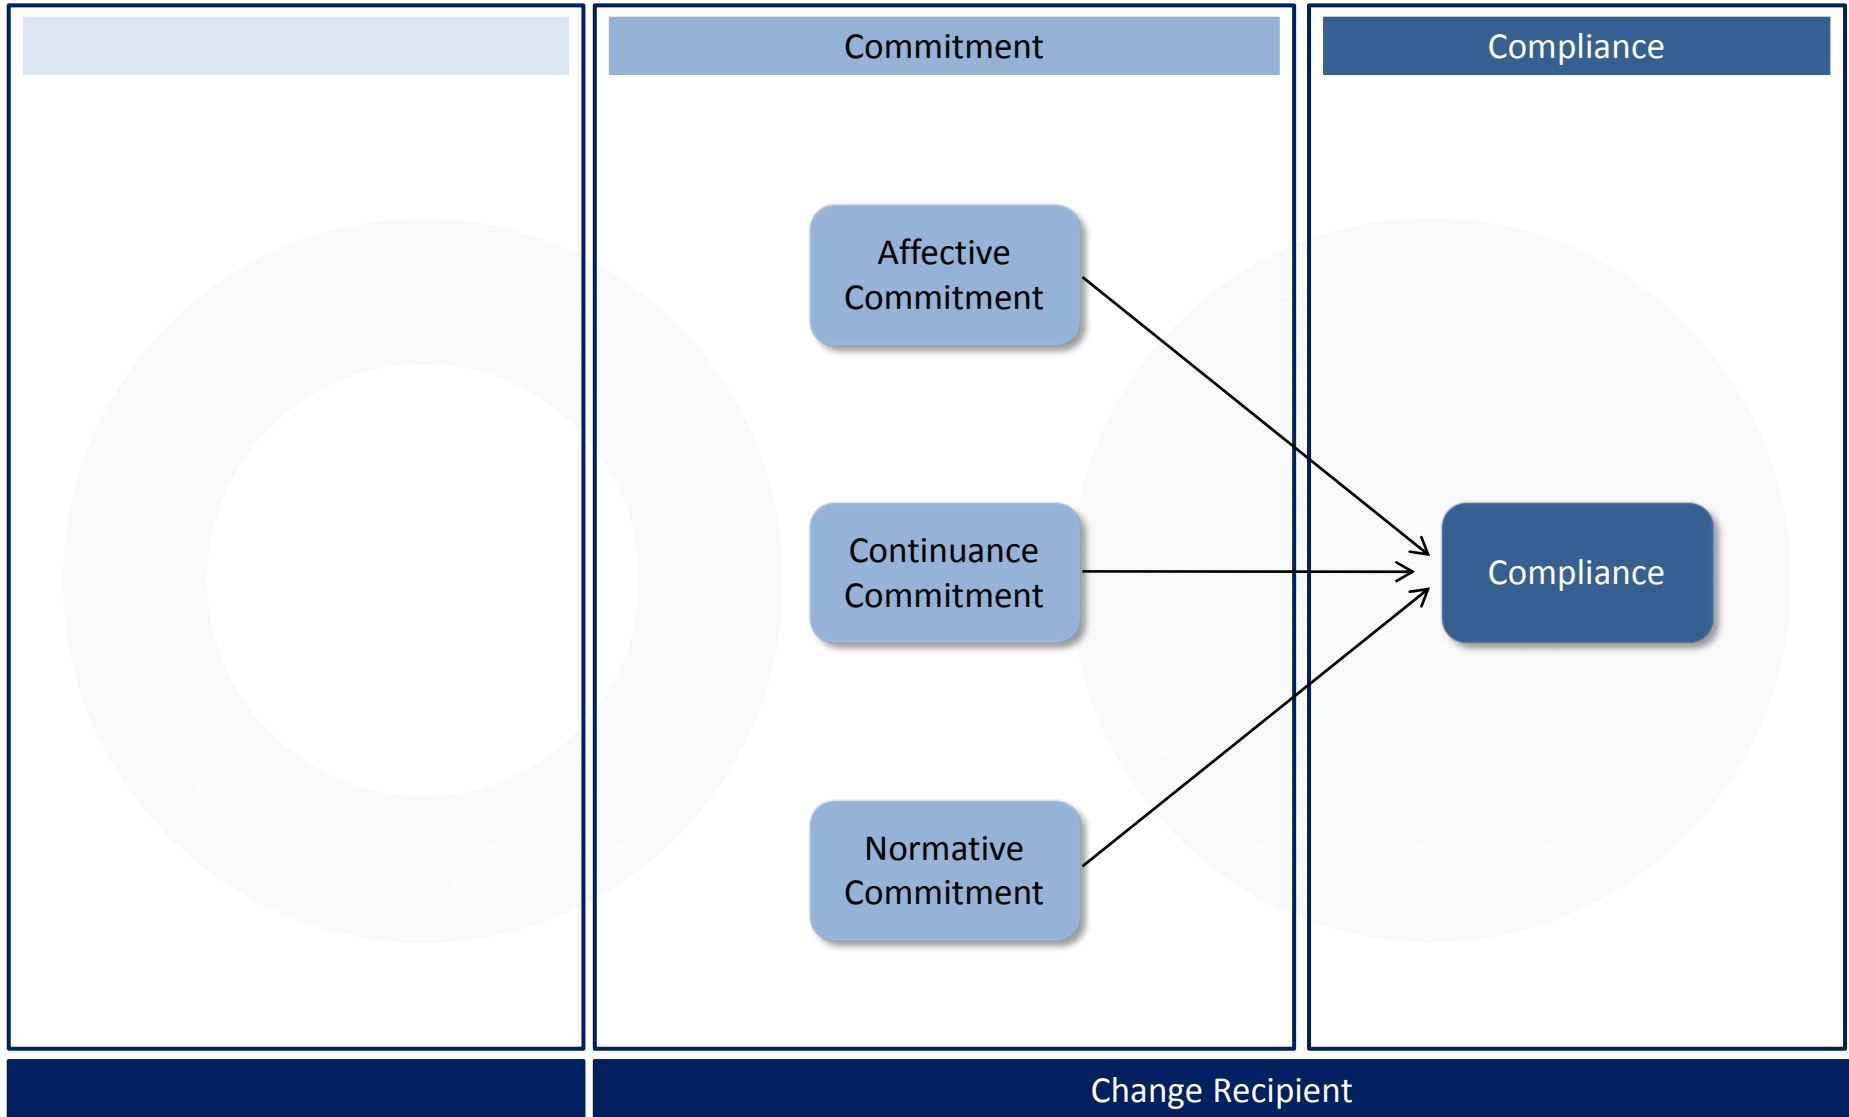 Commitment
Compliance
Affective
Commitment
Continuance
Commitment
Compliance
Normative
Commitment
Change Recipient